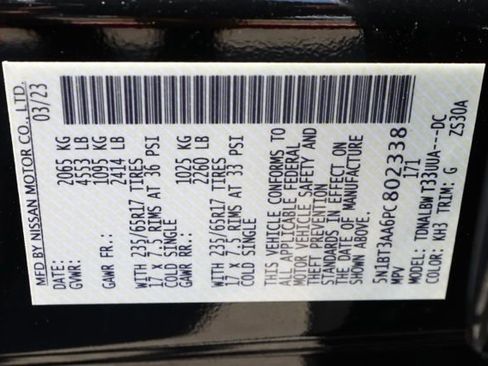 MFD BY NISSAN MOTOR CO., LTD.
DATE: 03/23
GVWR: 2065 KG
4553 LB
GAWR FR.: 1095 KG
2414 LB
WITH 235/65R17 TIRES
17 X 7.5 RIMS AT 36 PSI
COLD SINGLE
GAWR RR.: 1025 KG
2260 LB
WITH 235/65R17 TIRES
17 X 7.5 RIMS AT 33 PSI
COLD SINGLE
THIS VEHICLE CONFORMS TO
ALL APPLICABLE FEDERAL
MOTOR VEHICLE SAFETY AND
THEFT PREVENTION
STANDARDS IN EFFECT ON
THE DATE OF MANUFACTURE
SHOWN ABOVE.
5N1BT3AA6PC802338
MPV 171
MODEL: TDNALBW T33UUA---DC
COLOR: KH3 TRIM: G ZS30A